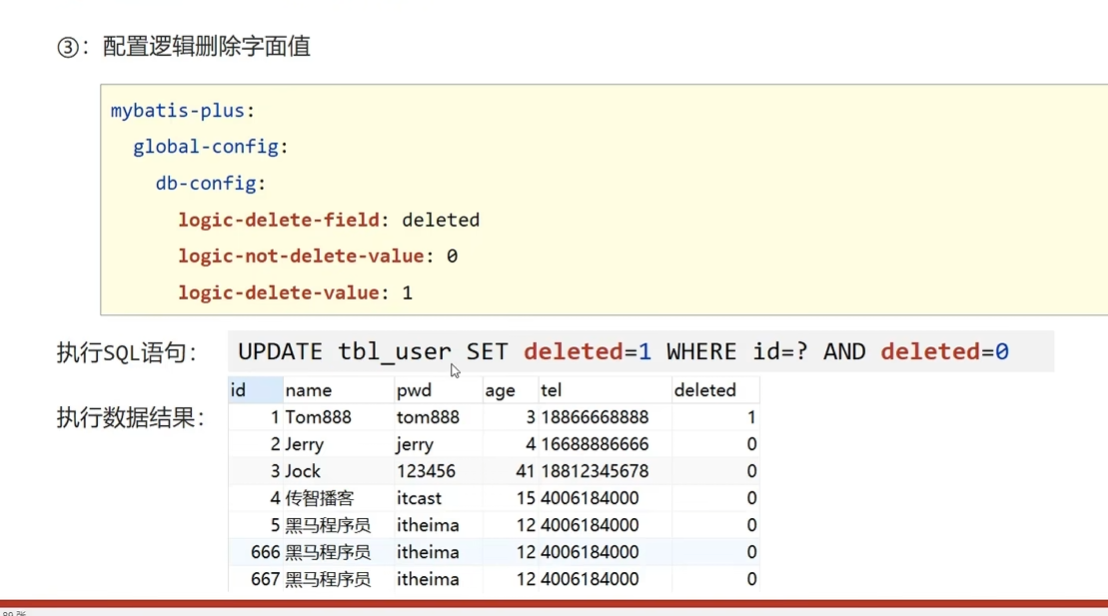 ③：配置逻辑删除字面值
mybatis-plus:
global-config:
db-config:
logic-delete-field: deleted
logic-not-delete-value: 0
logic-delete-value: 1
执行SQL语句： UPDATE tbl_user SET deleted=1 WHERE id=? AND deleted=0
执行数据结果：
id name pwd age tel deleted
1 Tom888 tom888 3 18866668888 1
2 Jerry jerry 4 16688886666 0
3 Jock 123456 41 18812345678 0
4 传智播客 itcast 15 4006184000 0
5 黑马程序员 itheima 12 4006184000 0
666 黑马程序员 itheima 12 4006184000 0
667 黑马程序员 itheima 12 4006184000 0